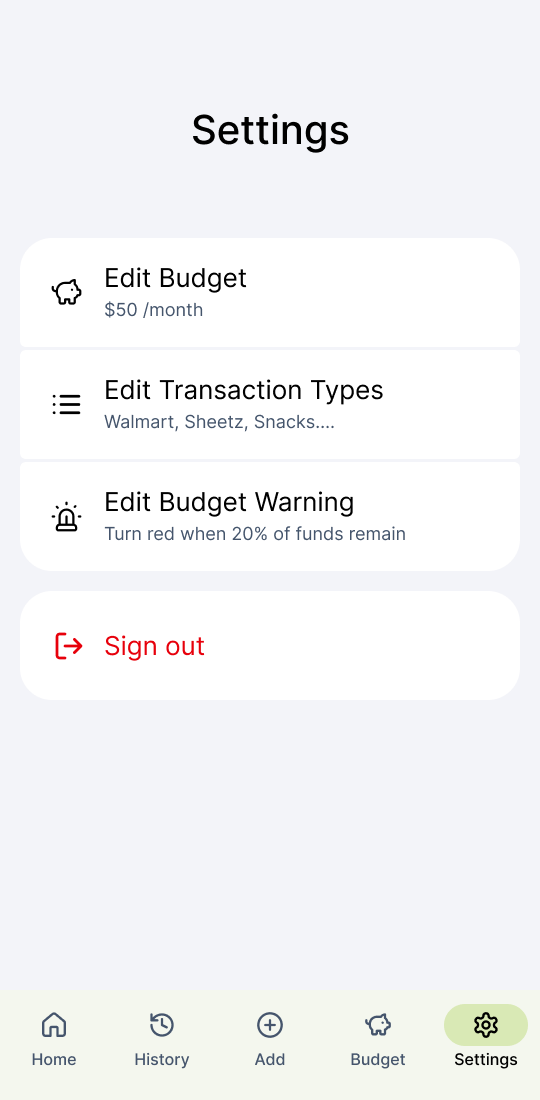 Settings
Edit Budget
$50 /month
Edit Transaction Types
Walmart, Sheetz, Snacks....
Edit Budget Warning
Turn red when 20% of funds remain
Sign out
Home
History
Add
Budget
Settings